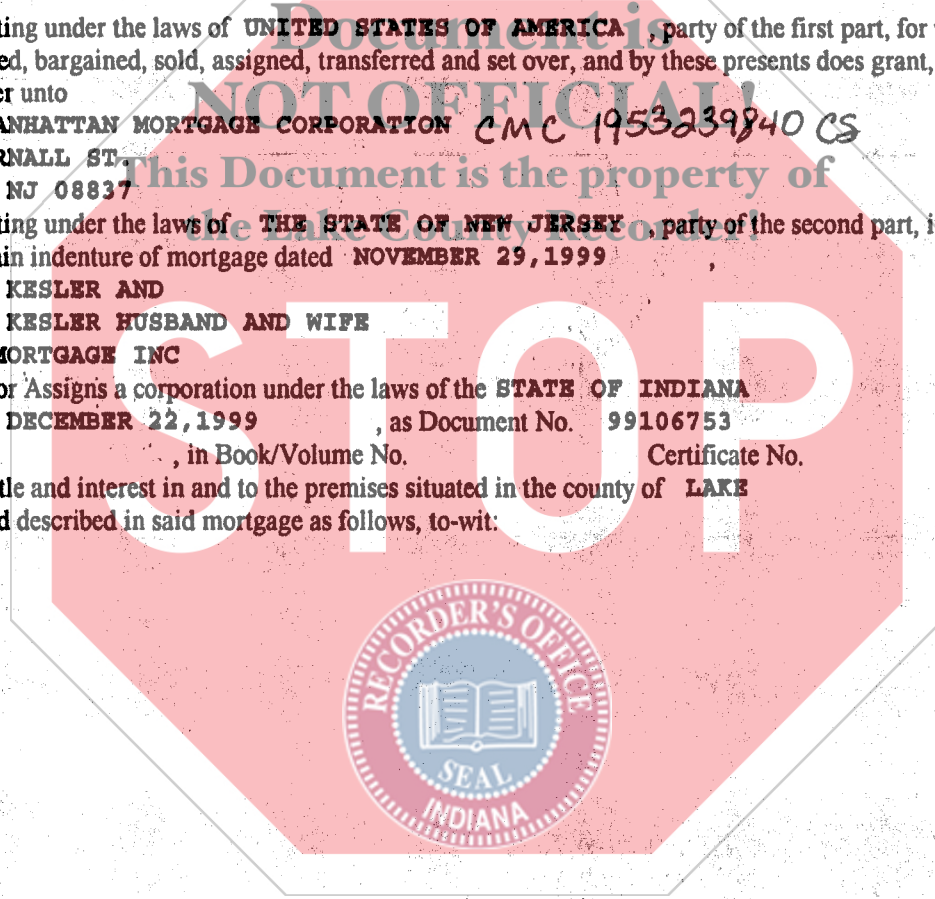 ting under the laws of UNITED STATES OF AMERICA , party of the first part, for
ed, bargained, sold, assigned, transferred and set over, and by these presents does grant,
er unto
ANHATTAN MORTGAGE CORPORATION CMC 1953239840 CS
RNALL ST.
NJ 08837
ting under the laws of THE STATE OF NEW JERSEY , party of the second part, i
in indenture of mortgage dated NOVEMBER 29,1999 ,
KESLER AND
KESLER HUSBAND AND WIFE
MORTGAGE INC
or Assigns a corporation under the laws of the STATE OF INDIANA
DECEMBER 22,1999 , as Document No. 99106753
, in Book/Volume No. Certificate No.
tle and interest in and to the premises situated in the county of LAKE
d described in said mortgage as follows, to-wit:
Document is
NOT OFFICIAL!
This Document is the property of
the Lake County Recorder!
STOP
RECORDER'S OFFICE
SEAL
INDIANA